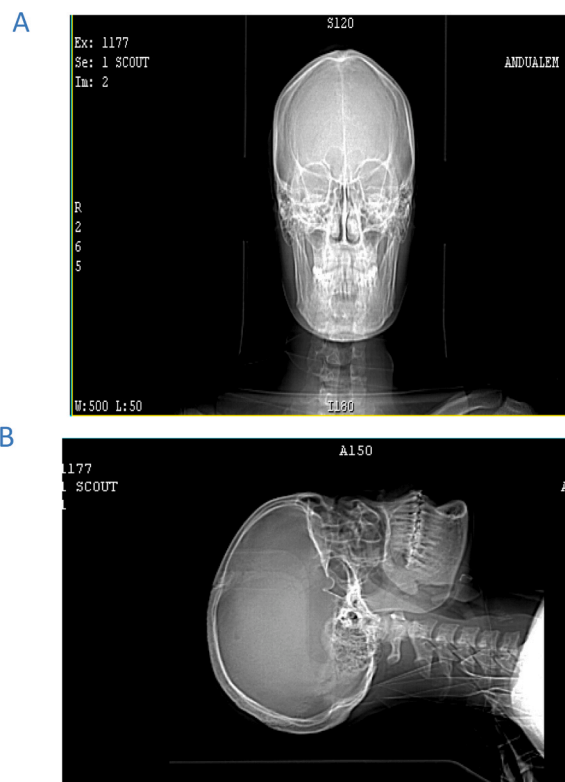 A
S120
Ex: 1177
Se: 1 SCOUT
Im: 2
ANDUALEM
R
2
6
5
W:500 L:50
I180
B
A150
1177
1 SCOUT
1
A